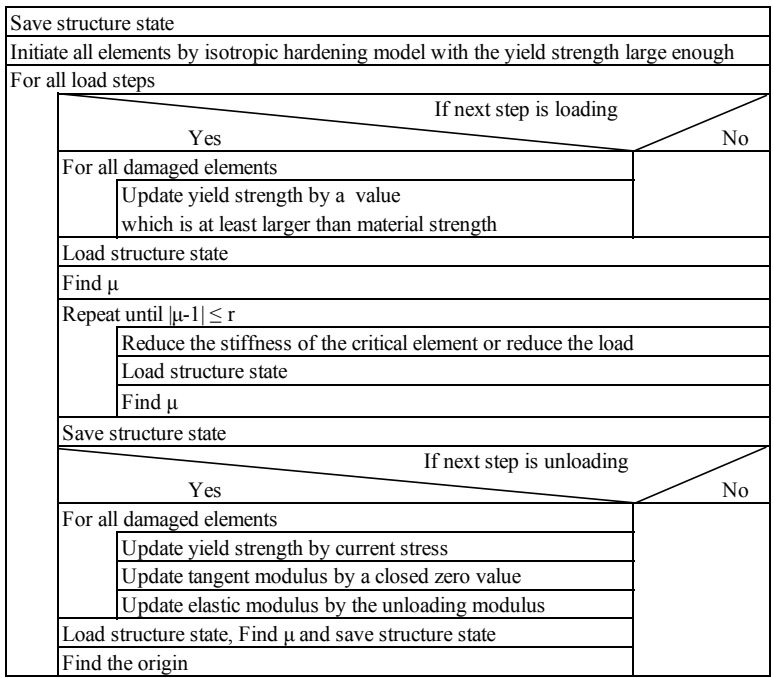 Save structure state
Initiate all elements by isotropic hardening model with the yield strength large enough
For all load steps
If next step is loading
Yes No
For all damaged elements
Update yield strength by a value
which is at least larger than material strength
Load structure state
Find μ
Repeat until |μ-1| ≤ r
Reduce the stiffness of the critical element or reduce the load
Load structure state
Find μ
Save structure state
If next step is unloading
Yes No
For all damaged elements
Update yield strength by current stress
Update tangent modulus by a closed zero value
Update elastic modulus by the unloading modulus
Load structure state, Find μ and save structure state
Find the origin